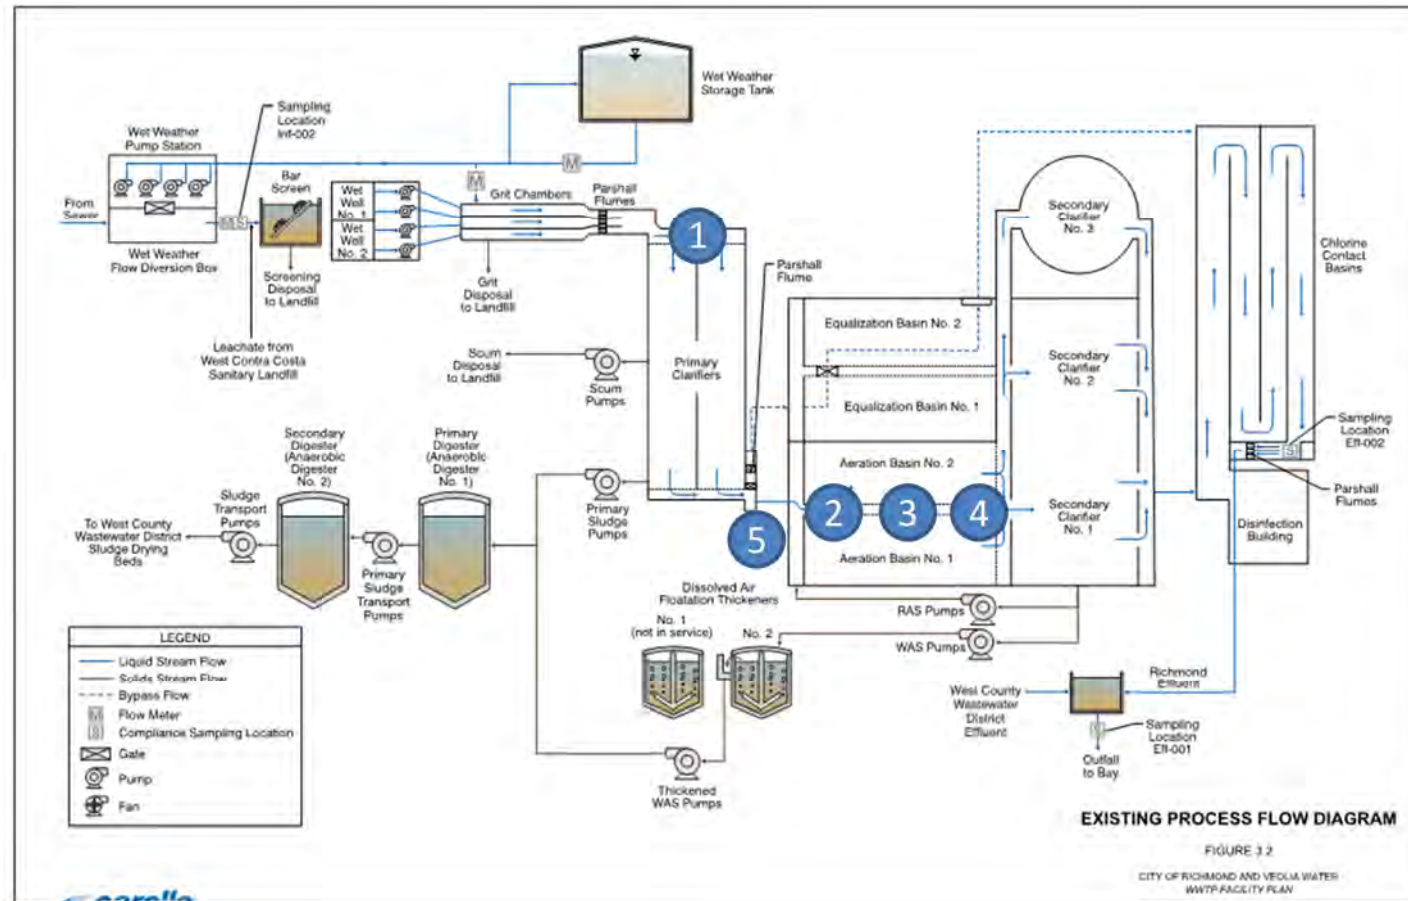 Wet Weather
Storage Tank
Sampling
Location
Inf-002
Wet Weather
Pump Station
Bar
Screen
From
Sewer
M S
Wet Weather
Flow Diversion Box
Screening
Disposal
to Landfill
Leachate from
West Contra Costa
Sanitary Landfill
Wet
Well
No. 1
Wet
Well
No. 2
M
M
Grit Chambers
Parshall
Flumes
Grit
Disposal
to Landfill
1
Parshall
Flume
Primary
Clarifiers
Scum
Disposal
to Landfill
Scum
Pumps
Primary
Sludge
Pumps
Equalization Basin No. 2
Equalization Basin No. 1
Aeration Basin No. 2
2
3
4
5
Aeration Basin No. 1
Secondary
Clarifier
No. 3
Secondary
Clarifier
No. 2
Secondary
Clarifier
No. 1
Chlorine
Contact
Basins
Sampling
Location
Eff-002
S
Parshall
Flumes
Disinfection
Building
Secondary
Digester
(Anaerobic
Digester
No. 2)
Primary
Digester
(Anaerobic
Digester
No. 1)
Sludge
Transport
Pumps
To West County
Wastewater District
Sludge Drying
Beds
Primary
Sludge
Transport
Pumps
Dissolved Air
Floatation Thickeners
No. 1
(not in service)
No. 2
RAS Pumps
WAS Pumps
Thickened
WAS Pumps
West County
Wastewater
District
Effluent
Richmond
Effluent
S
Sampling
Location
Eff-001
Outfall
to Bay
LEGEND
Liquid Stream Flow
Solids Stream Flow
Bypass Flow
M Flow Meter
S Compliance Sampling Location
Gate
Pump
Fan
EXISTING PROCESS FLOW DIAGRAM
FIGURE 3.2
CITY OF RICHMOND AND VEOLIA WATER
WWTP FACILITY PLAN